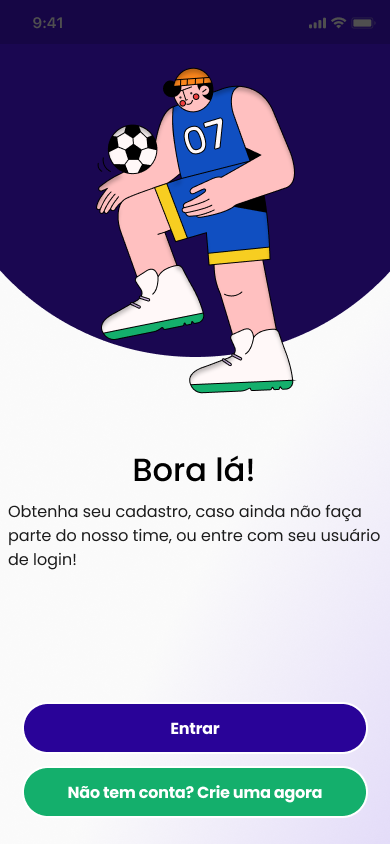 9:41
07
Bora lá!
Obtenha seu cadastro, caso ainda não faça
parte do nosso time, ou entre com seu usuário
de login!
Entrar
Não tem conta? Crie uma agora